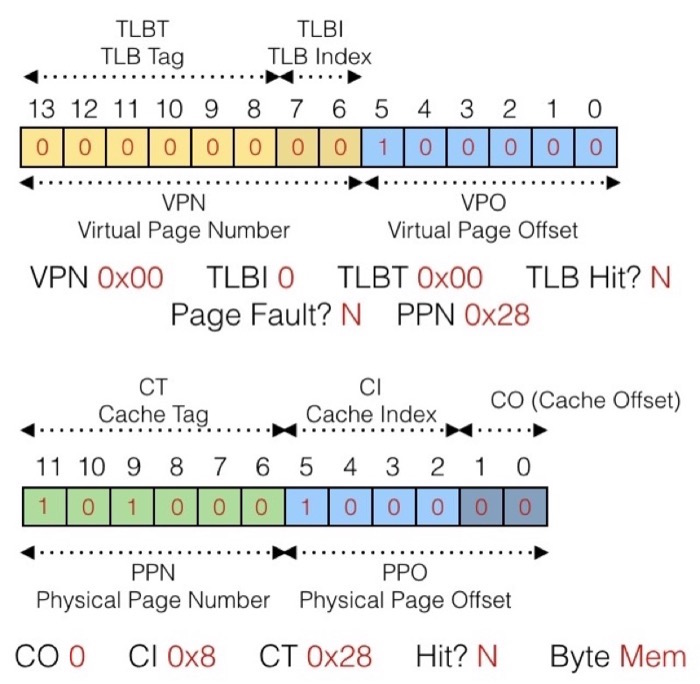 TLBT TLBI
TLB Tag TLB Index
13 12 11 10 9 8 7 6 5 4 3 2 1 0
0 0 0 0 0 0 0 0 1 0 0 0 0 0
VPN VPO
Virtual Page Number Virtual Page Offset
VPN 0x00 TLBI 0 TLBT 0x00 TLB Hit? N
Page Fault? N PPN 0x28
CT CI CO (Cache Offset)
Cache Tag Cache Index
11 10 9 8 7 6 5 4 3 2 1 0
1 0 1 0 0 0 1 0 0 0 0 0
PPN PPO
Physical Page Number Physical Page Offset
CO 0 CI 0x8 CT 0x28 Hit? N Byte Mem